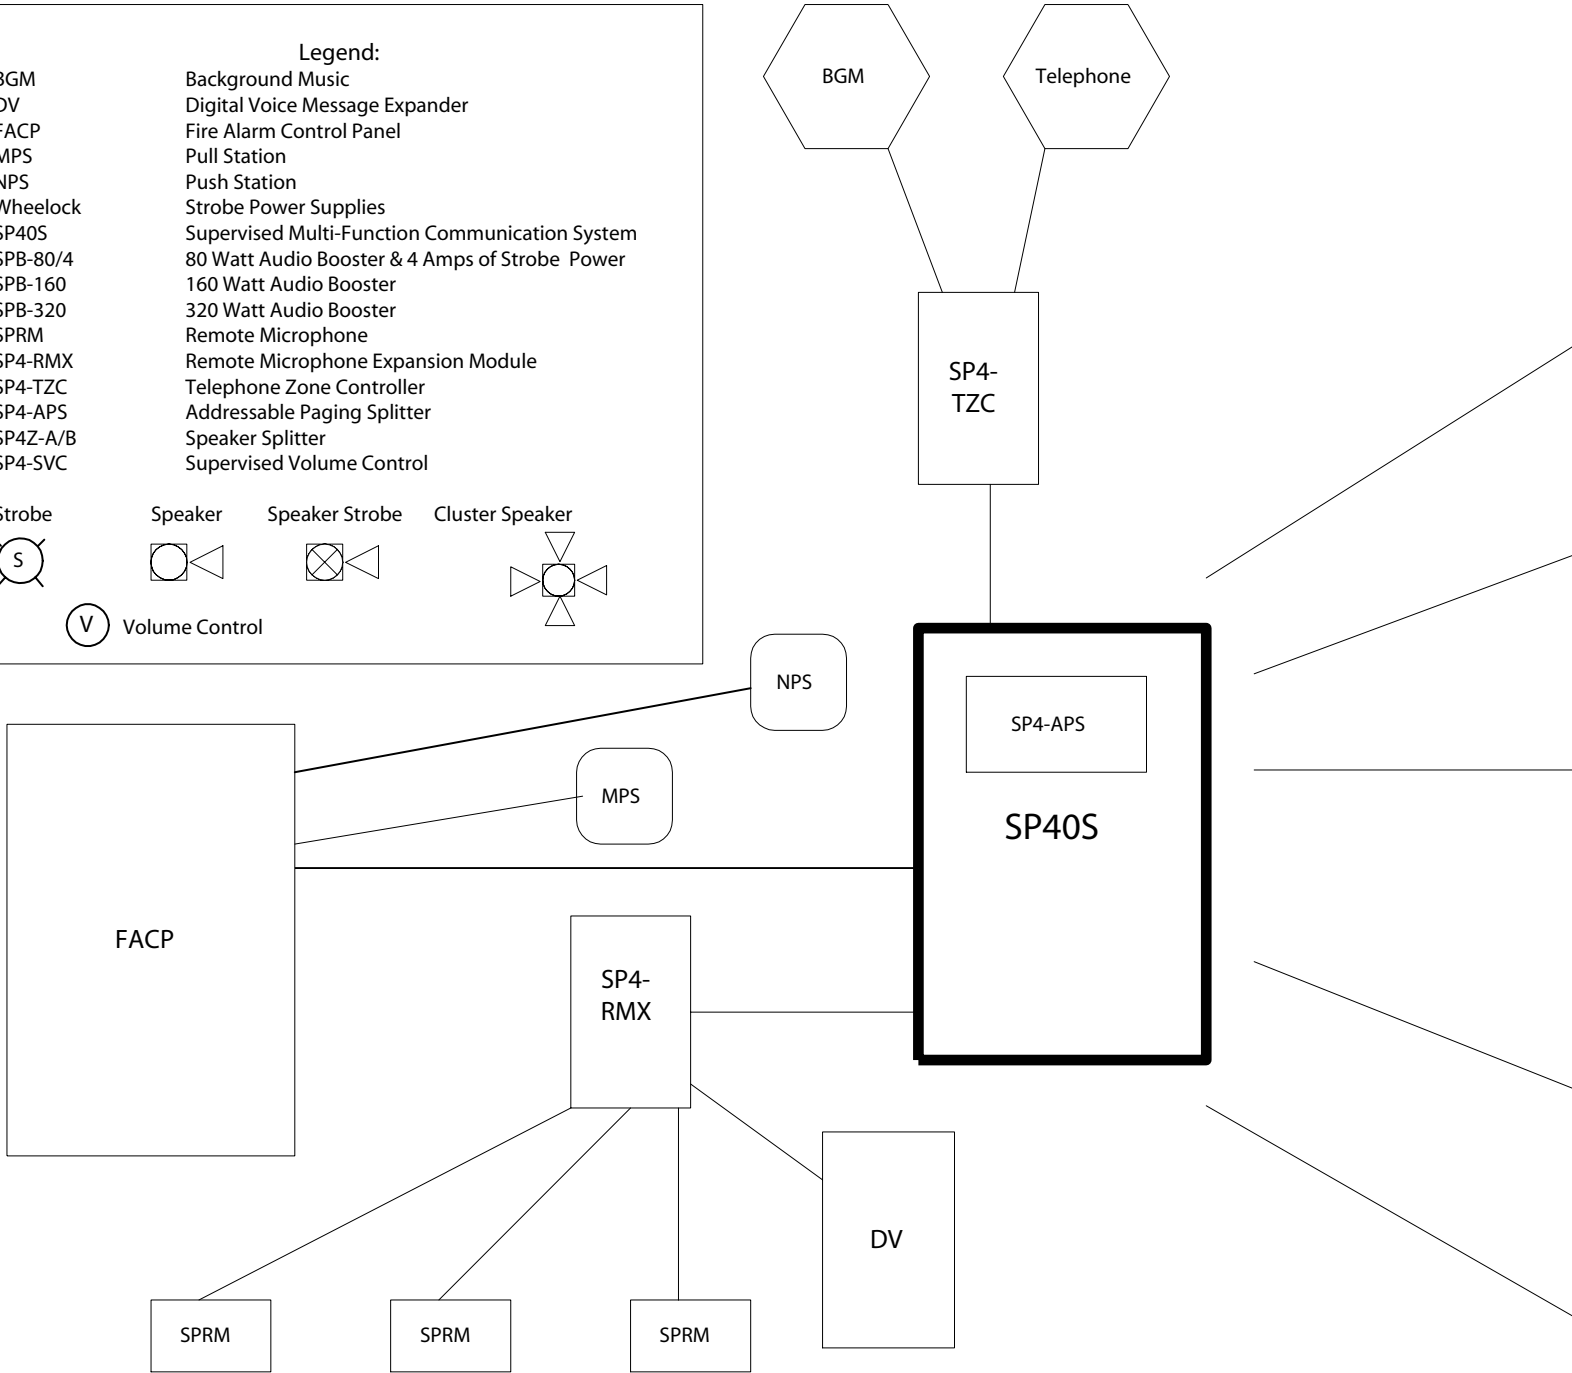 Legend:
BGM Background Music
DV Digital Voice Message Expander
FACP Fire Alarm Control Panel
MPS Pull Station
NPS Push Station
Wheelock Strobe Power Supplies
SP40S Supervised Multi-Function Communication System
SPB-80/4 80 Watt Audio Booster & 4 Amps of Strobe Power
SPB-160 160 Watt Audio Booster
SPB-320 320 Watt Audio Booster
SPRM Remote Microphone
SP4-RMX Remote Microphone Expansion Module
SP4-TZC Telephone Zone Controller
SP4-APS Addressable Paging Splitter
SP4Z-A/B Speaker Splitter
SP4-SVC Supervised Volume Control
Strobe Speaker Speaker Strobe Cluster Speaker
S
V Volume Control
BGM
Telephone
SP4-
TZC
NPS
MPS
SP4-APS
SP40S
FACP
SP4-
RMX
DV
SPRM
SPRM
SPRM